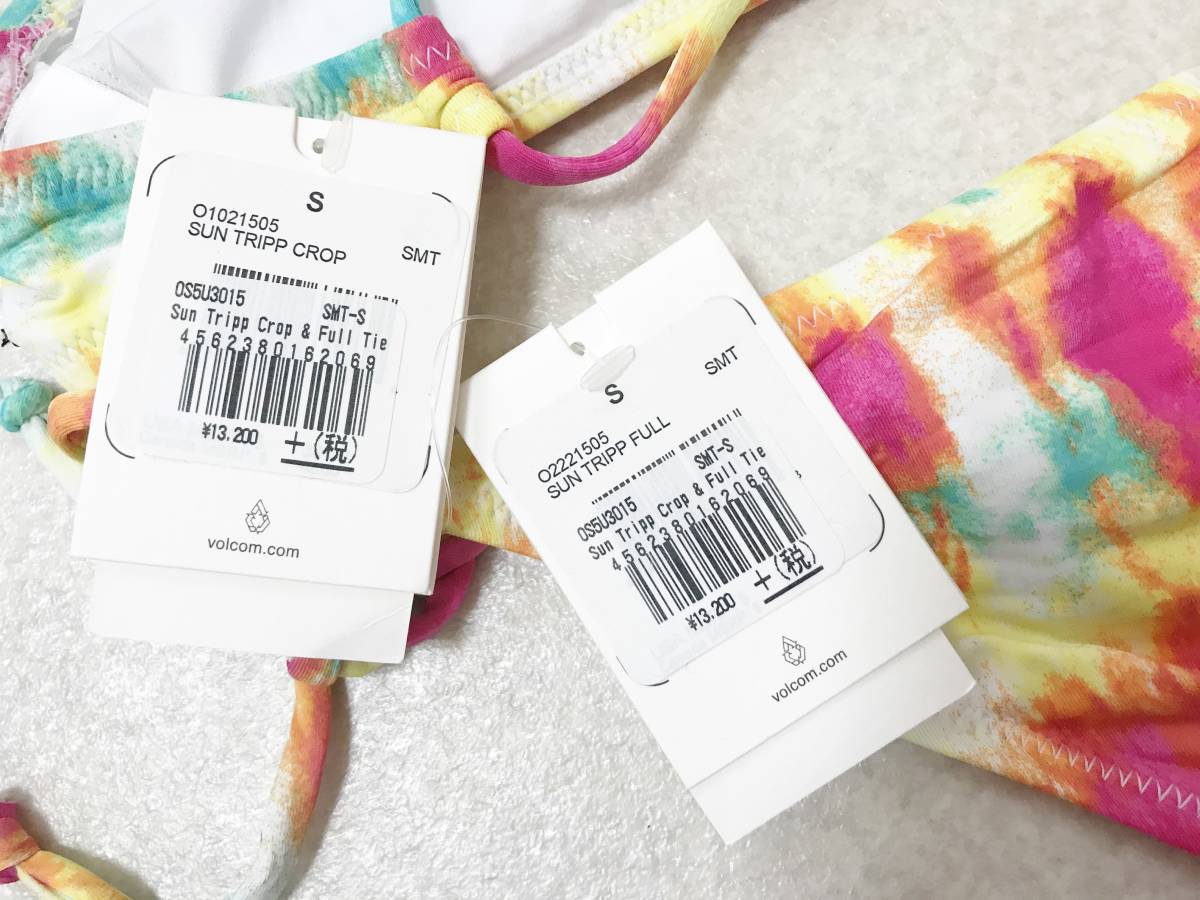 S
O1021505
SUN TRIPP CROP
SMT
OS5U3015 SMT-S
Sun Tripp Crop & Full Tie
4562380162069
¥13,200 +(税)
volcom.com
S
SMT
O2221505
SUN TRIPP FULL
OS5U3015 SMT-S
Sun Tripp Crop & Full Tie
4562380162069
¥13,200 +(税)
volcom.com